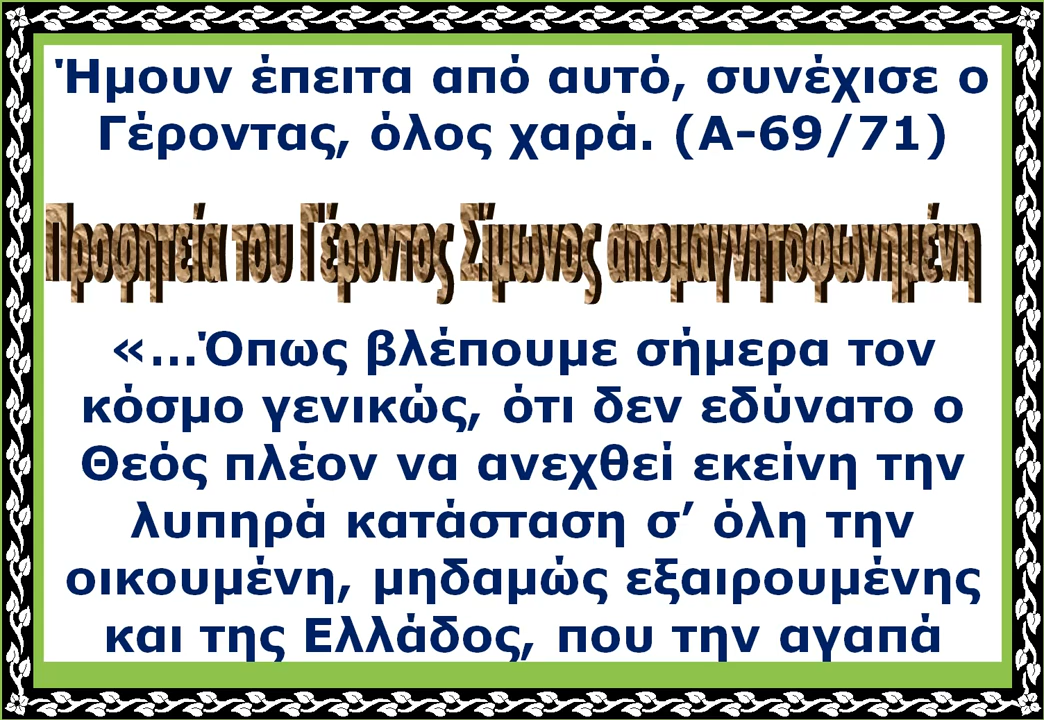 Ήμουν έπειτα από αυτό, συνέχισε ο
Γέροντας, όλος χαρά. (Α-69/71)
Προφητεία του Γέροντος Σίμωνος απομαγνητοφωνημένη
«…Όπως βλέπουμε σήμερα τον
κόσμο γενικώς, ότι δεν εδύνατο ο
Θεός πλέον να ανεχθεί εκείνη την
λυπηρά κατάσταση σ’ όλη την
οικουμένη, μηδαμώς εξαιρουμένης
και της Ελλάδος, που την αγαπά